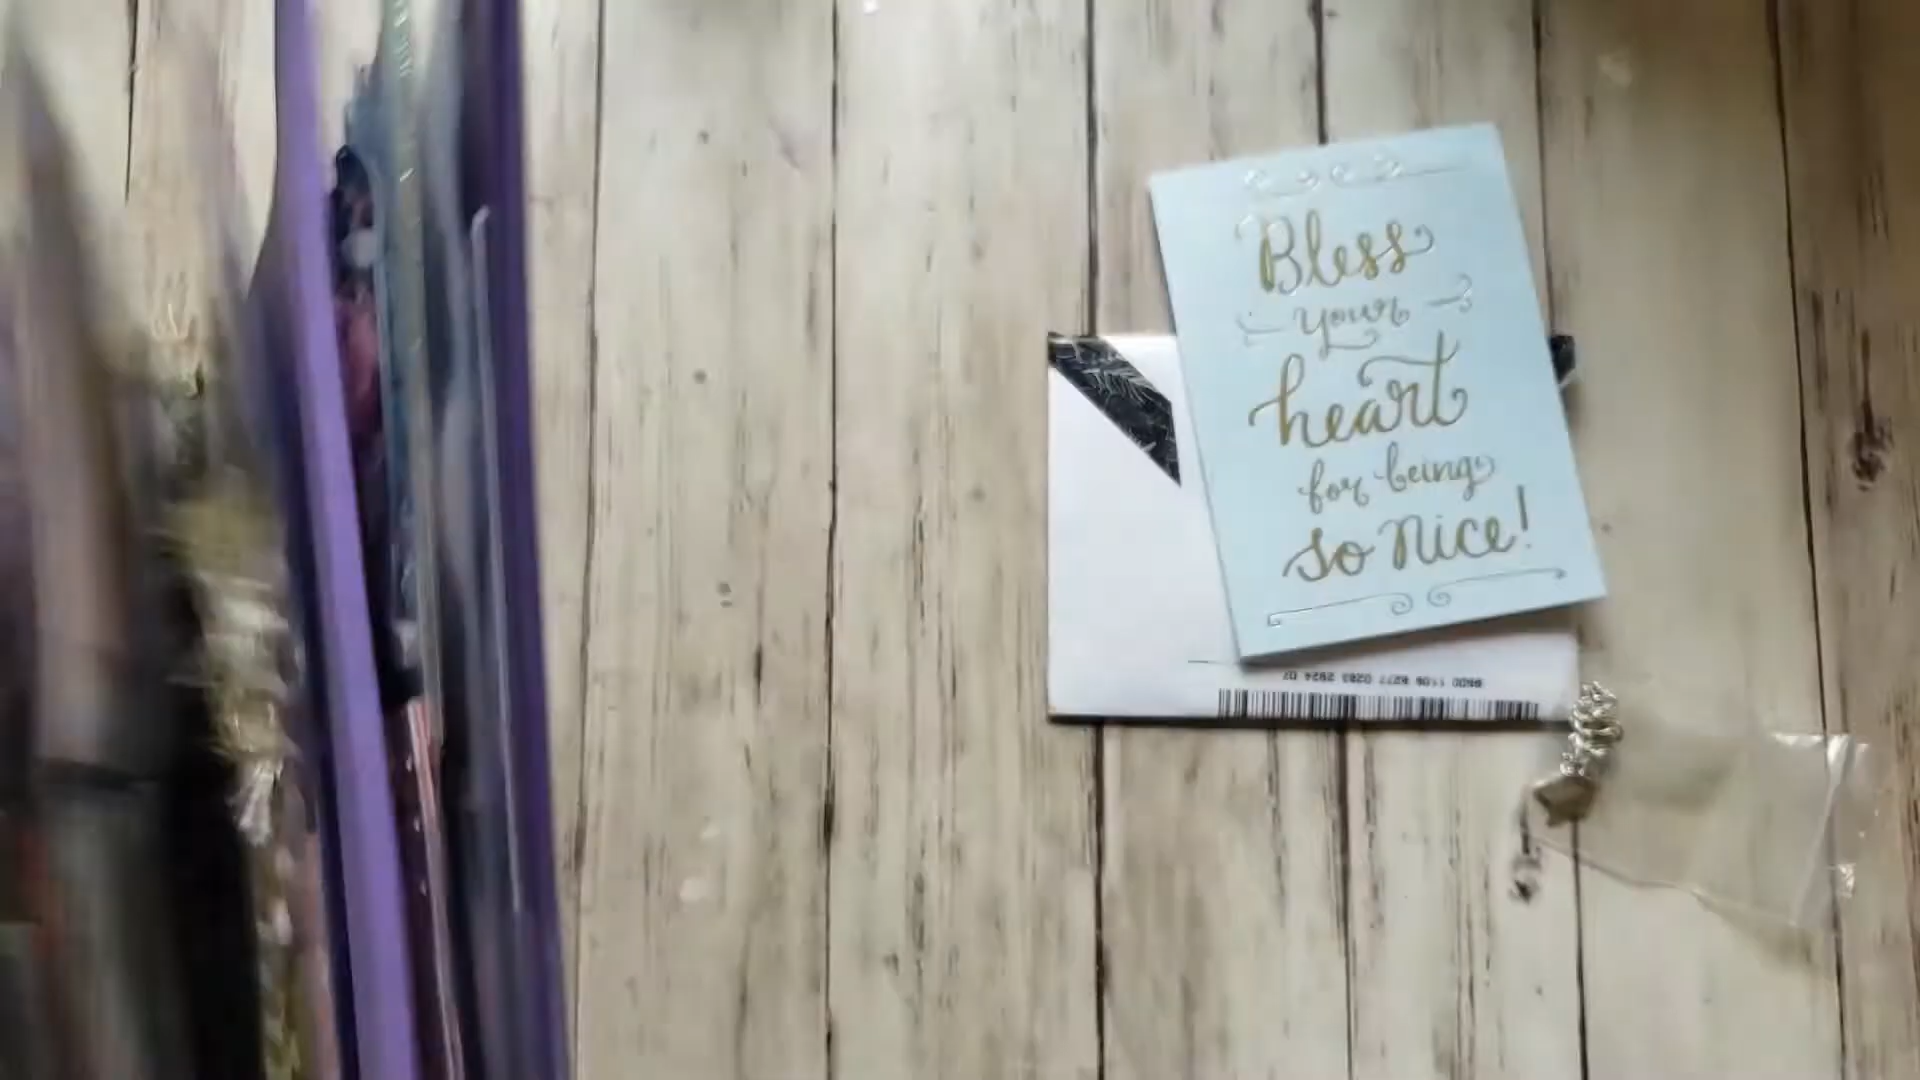 Bless
your
heart
for being
so nice!